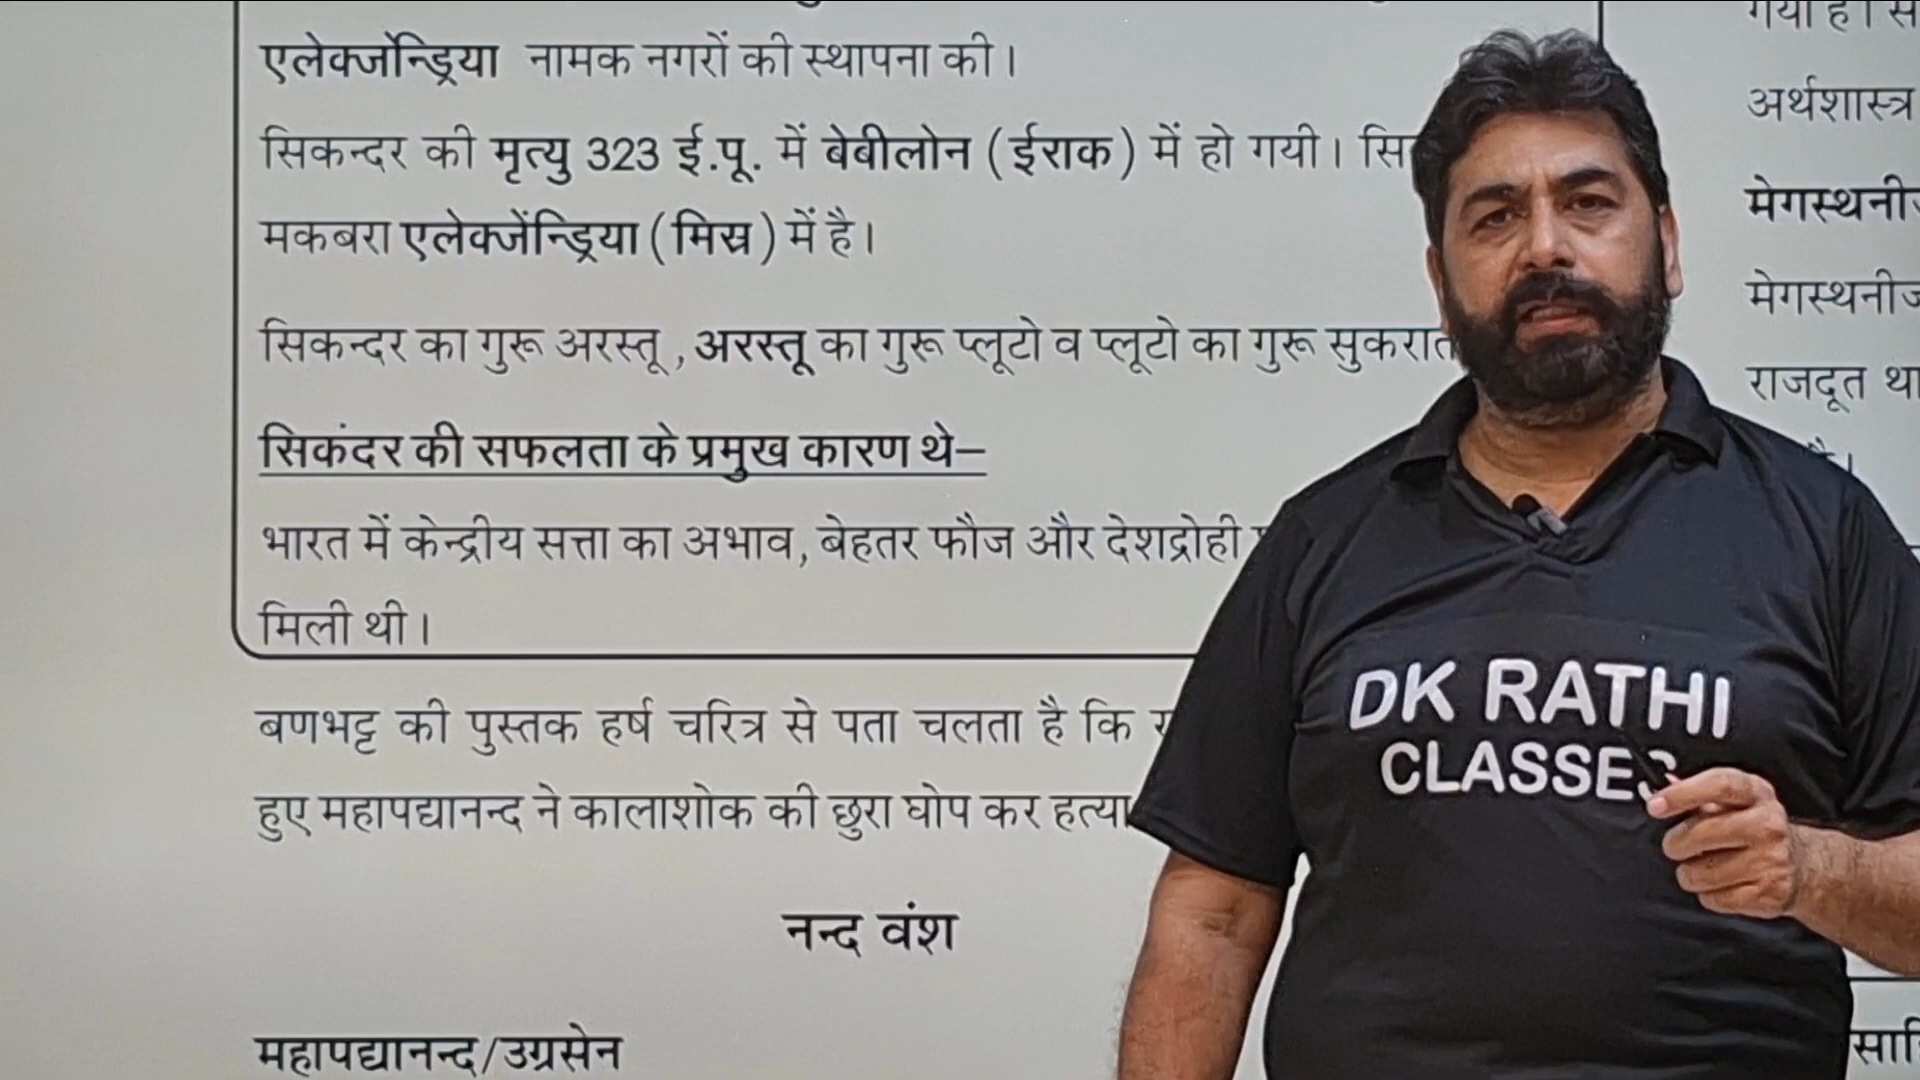 एलेक्जेन्ड्रिया नामक नगरों की स्थापना की।
सिकन्दर की मृत्यु 323 ई.पू. में बेबीलोन (ईराक) में हो गयी।
मकबरा एलेक्जेंन्ड्रिया (मिस्र) में है।
सिकन्दर का गुरू अरस्तू, अरस्तू का गुरू प्लूटो व प्लूटो का गुरू सुकरात
सिकंदर की सफलता के प्रमुख कारण थे–
भारत में केन्द्रीय सत्ता का अभाव, बेहतर फौज और देशद्रोही
मिली थी।
बणभट्ट की पुस्तक हर्ष चरित्र से पता चलता है कि
हुए महापद्यानन्द ने कालाशोक की छुरा घोप कर हत्या
नन्द वंश
महापद्यानन्द/उग्रसेन
गया है।
अर्थशास्त्र
मेगस्थनीज
मेगस्थनीज
राजदूत था
है।
DK RATHI
CLASSES